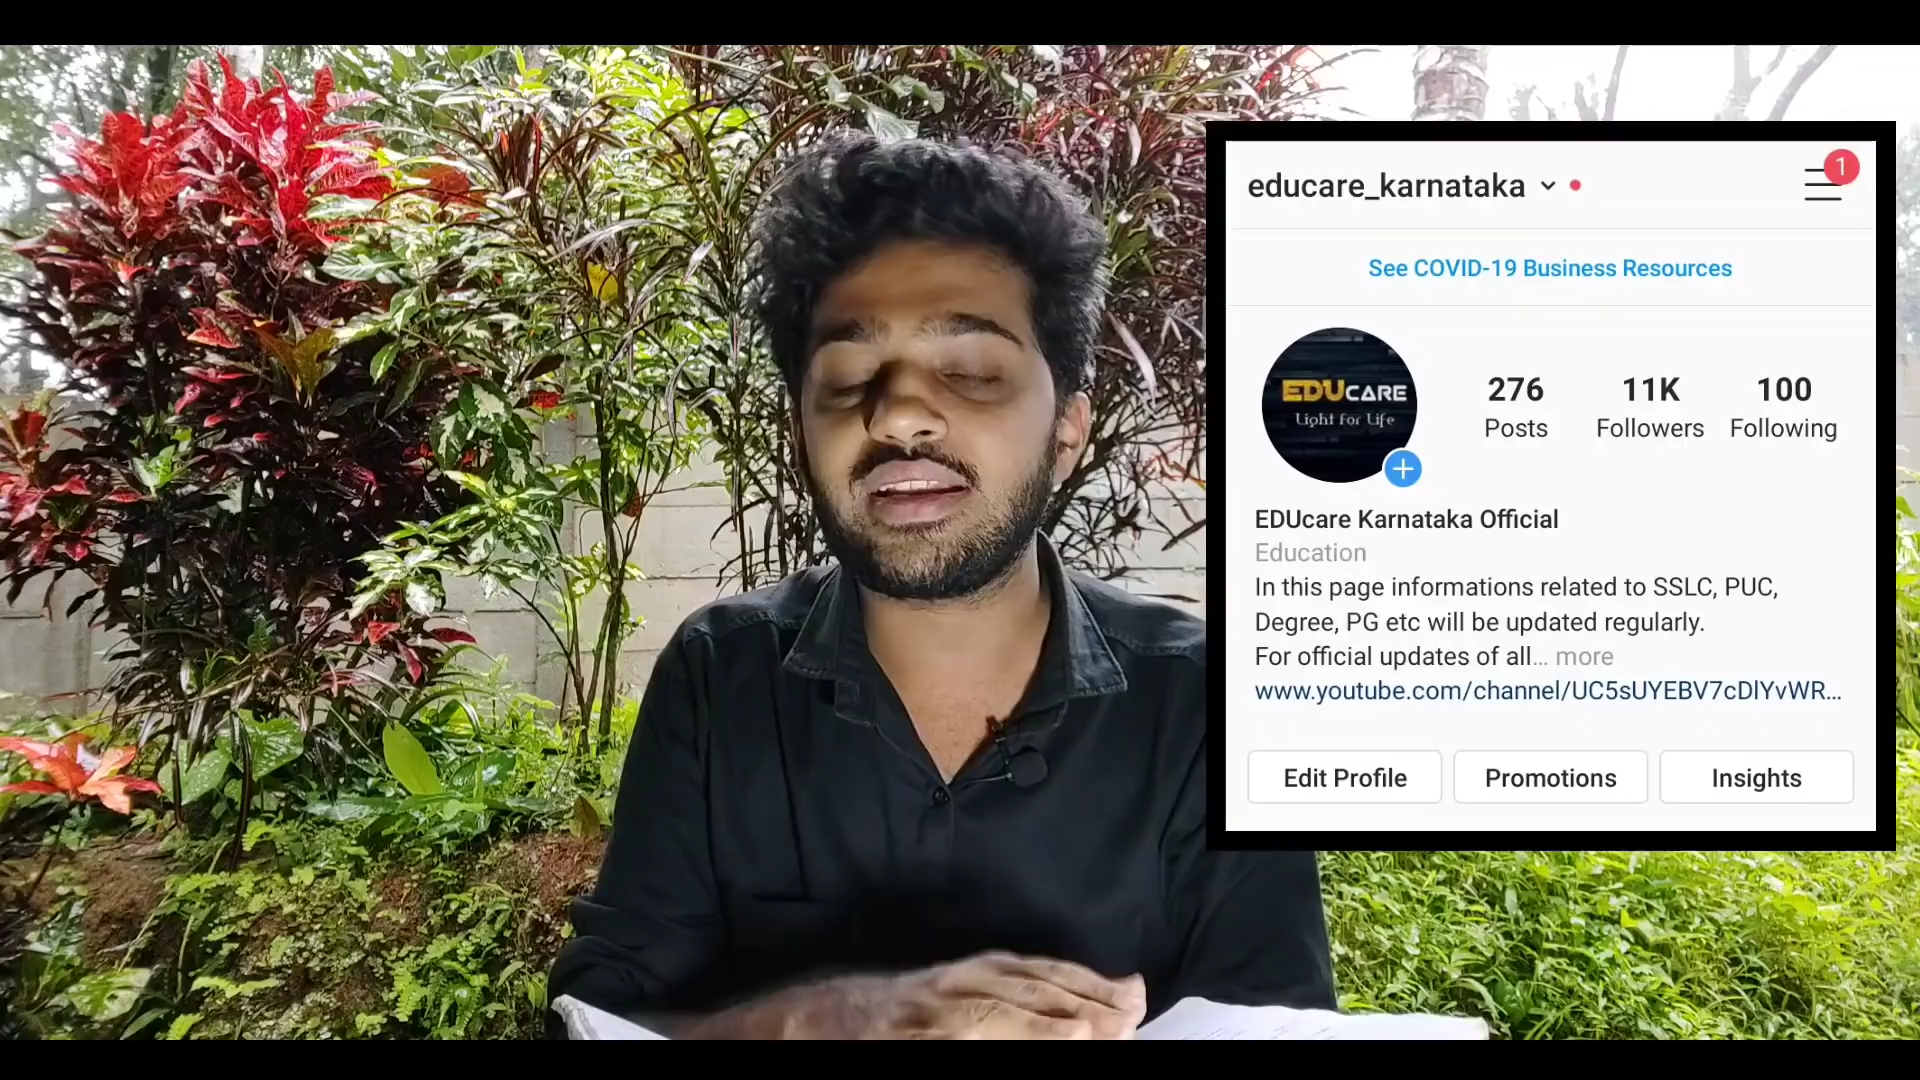 educare_karnataka
1
See COVID-19 Business Resources
EDUCARE
Light For Life
276 11K 100
Posts Followers Following
EDUcare Karnataka Official
Education
In this page informations related to SSLC, PUC,
Degree, PG etc will be updated regularly.
For official updates of all... more
www.youtube.com/channel/UC5sUYEBV7cDlYvWR...
Edit Profile Promotions Insights